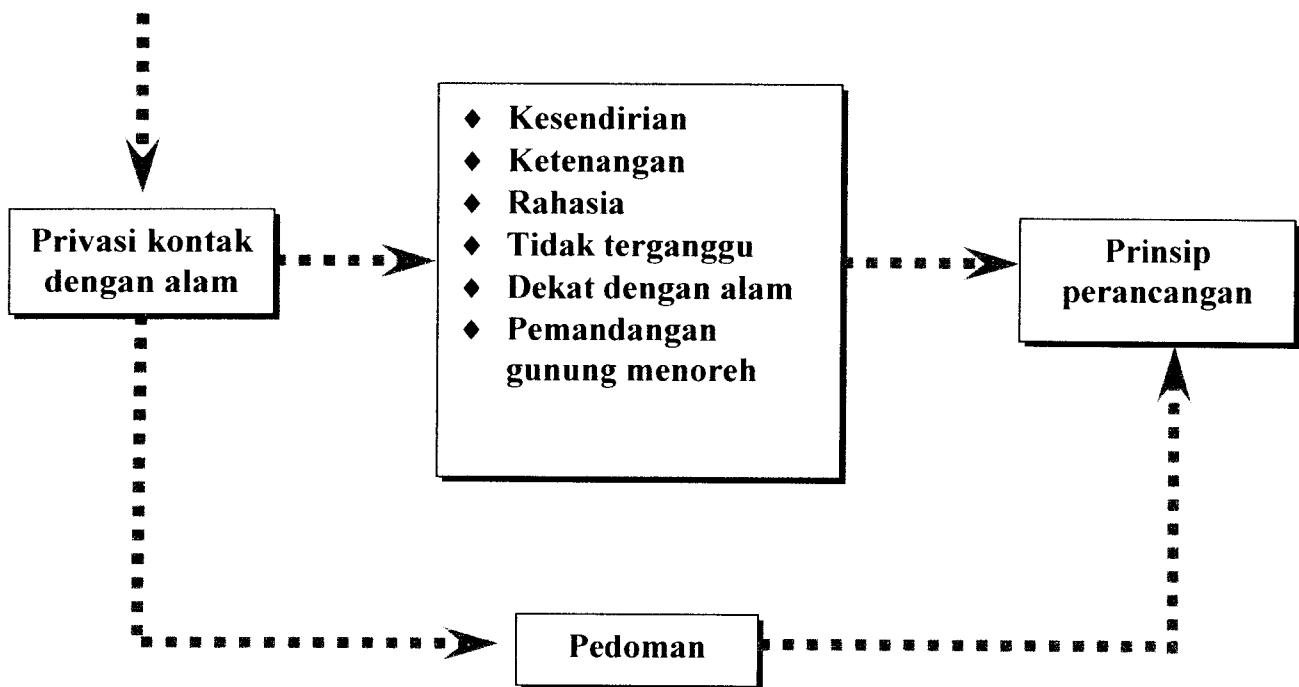 Privasi kontak
dengan alam
♦ Kesendirian
♦ Ketenangan
♦ Rahasia
♦ Tidak terganggu
♦ Dekat dengan alam
♦ Pemandangan
gunung menoreh
Prinsip
perancangan
Pedoman